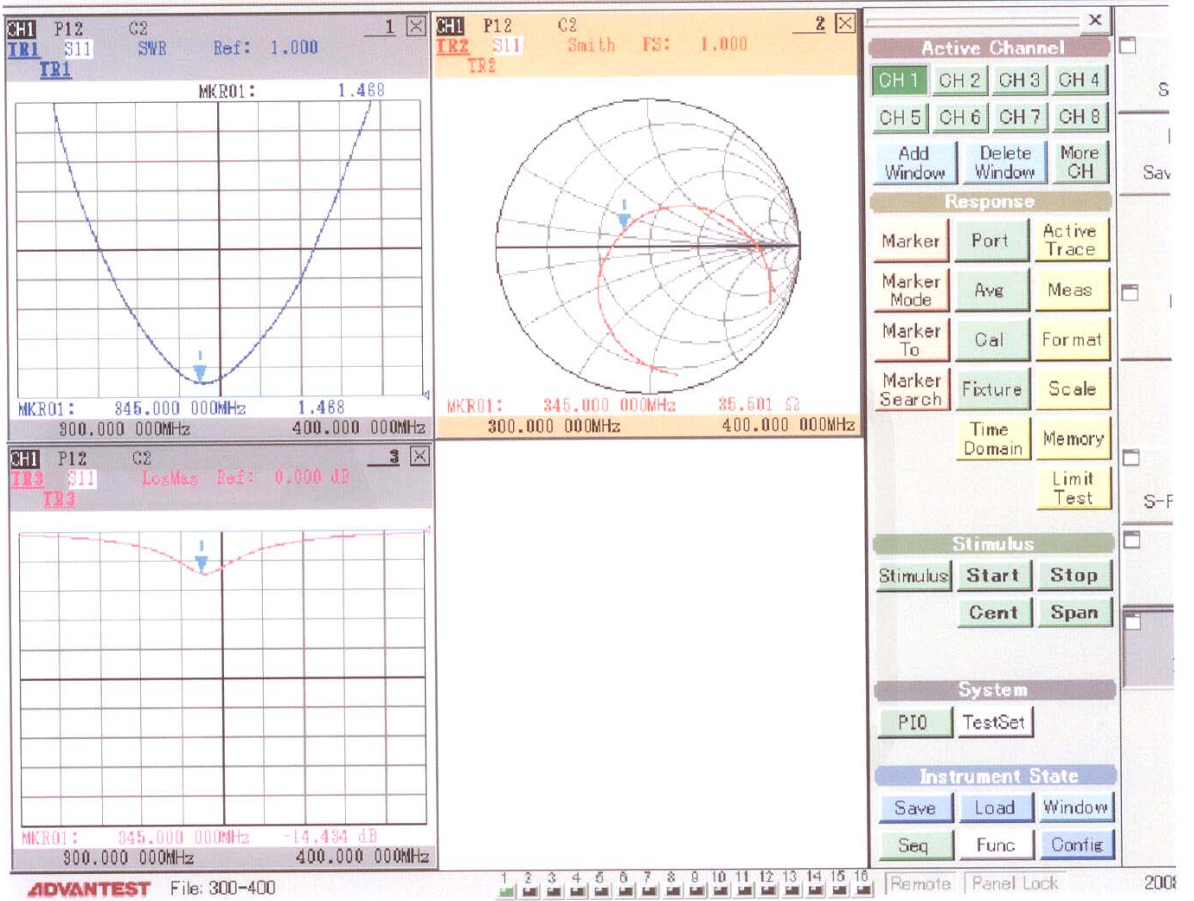 CH1 P12 C2 1
TR1 S11 SWR Ref: 1.000
TR1
MKR01: 1.468
1
MKR01: 345.000 000MHz 1.468
300.000 000MHz 400.000 000MHz
CH1 P12 C2 2
TR2 S11 Smith FS: 1.000
TR2
1
MKR01: 345.000 000MHz 35.501 Ω
300.000 000MHz 400.000 000MHz
CH1 P12 C2 3
TR3 S11 LogMag Ref: 0.000 dB
TR3
1
MKR01: 345.000 000MHz -14.434 dB
300.000 000MHz 400.000 000MHz
Active Channel
CH 1 CH 2 CH 3 CH 4
CH 5 CH 6 CH 7 CH 8
Add Window Delete Window More CH
Response
Marker Port Active Trace
Marker Mode Avg Meas
Marker To Cal Format
Marker Search Fixture Scale
Time Domain Memory
Limit Test
Stimulus
Stimulus Start Stop
Cent Span
System
PIO TestSet
Instrument State
Save Load Window
Seq Func Config
S
Sav
S-P
ADVANTEST File: 300-400
1 2 3 4 5 6 7 8 9 10 11 12 13 14 15 16
Remote Panel Lock
200